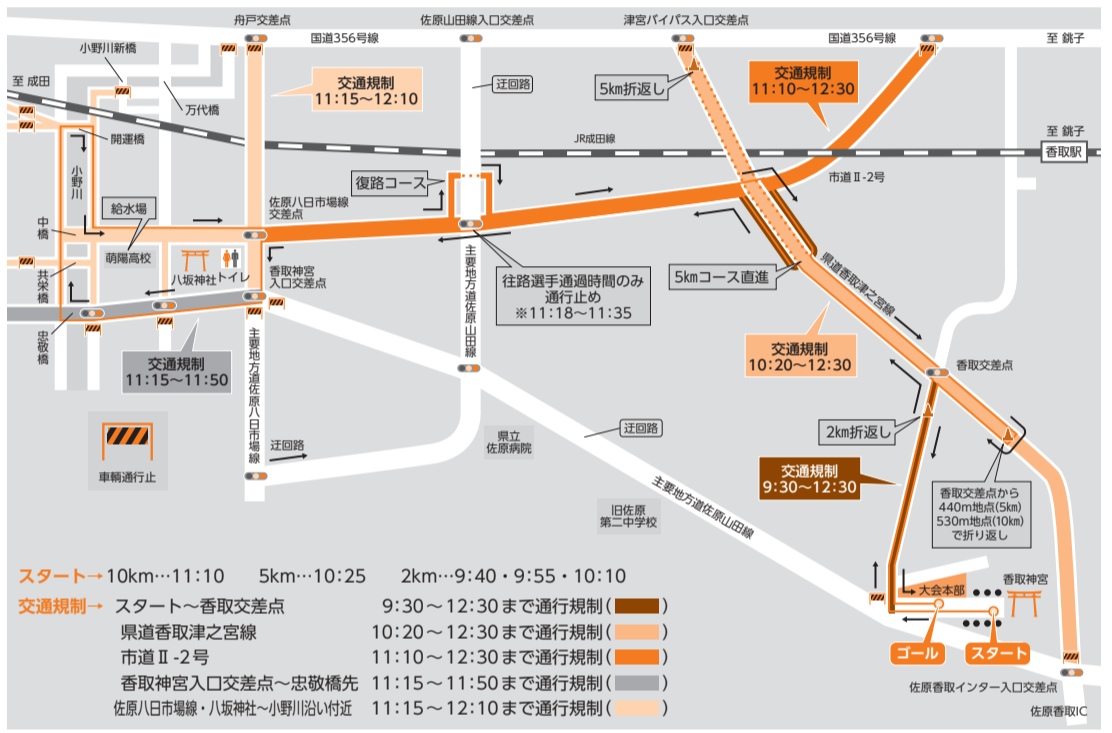 舟戸交差点
佐原山田線入口交差点
津宮バイパス入口交差点
国道356号線
国道356号線
至 銚子
小野川新橋
至 成田
万代橋
交通規制
11:15〜12:10
迂回路
5km折返し
交通規制
11:10〜12:30
開運橋
JR成田線
至 銚子
香取駅
小野川
復路コース
市道Ⅱ-2号
給水場
佐原八日市場線
交差点
中橋
萌陽高校
八坂神社
トイレ
香取神宮
入口交差点
共栄橋
主要地方道佐原山田線
往路選手通過時間のみ
通行止め
※11:18〜11:35
5kmコース直進
県道香取津之宮線
忠敬橋
交通規制
11:15〜11:50
主要地方道佐原八日市場線
交通規制
10:20〜12:30
香取交差点
2km折返し
車輌通行止
迂回路
県立
佐原病院
迂回路
交通規制
9:30〜12:30
主要地方道佐原山田線
旧佐原
第二中学校
香取交差点から
440m地点(5km)
530m地点(10km)
で折り返し
大会本部
香取神宮
ゴール
スタート
佐原香取インター入口交差点
佐原香取IC
スタート→ 10km…11:10 5km…10:25 2km…9:40・9:55・10:10
交通規制→ スタート〜香取交差点 9:30〜12:30まで通行規制( )
県道香取津之宮線 10:20〜12:30まで通行規制( )
市道Ⅱ-2号 11:10〜12:30まで通行規制( )
香取神宮入口交差点〜忠敬橋先 11:15〜11:50まで通行規制( )
佐原八日市場線・八坂神社〜小野川沿い付近 11:15〜12:10まで通行規制( )